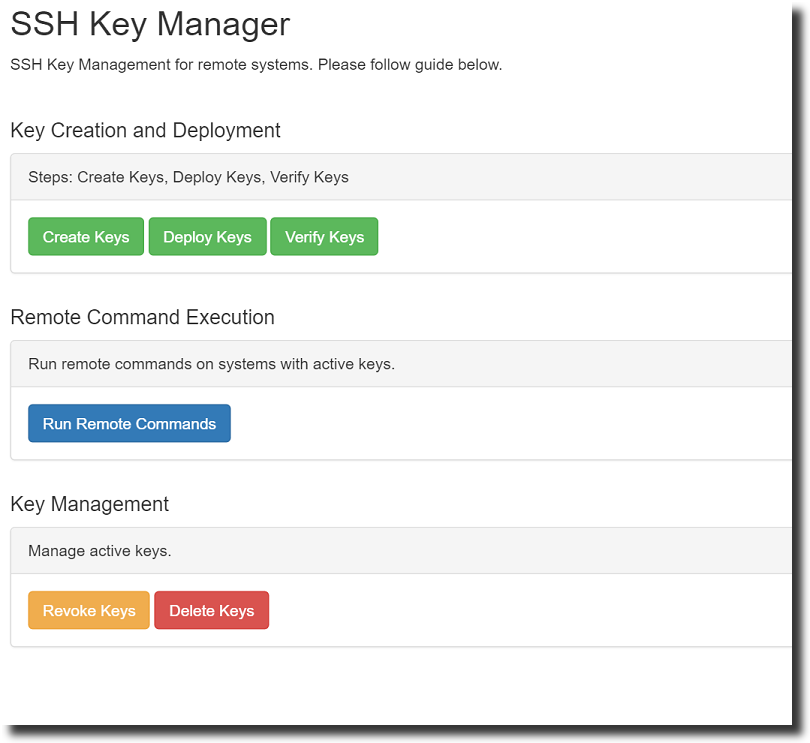 SSH Key Manager
SSH Key Management for remote systems. Please follow guide below.
Key Creation and Deployment
Steps: Create Keys, Deploy Keys, Verify Keys
Create Keys Deploy Keys Verify Keys
Remote Command Execution
Run remote commands on systems with active keys.
Run Remote Commands
Key Management
Manage active keys.
Revoke Keys Delete Keys